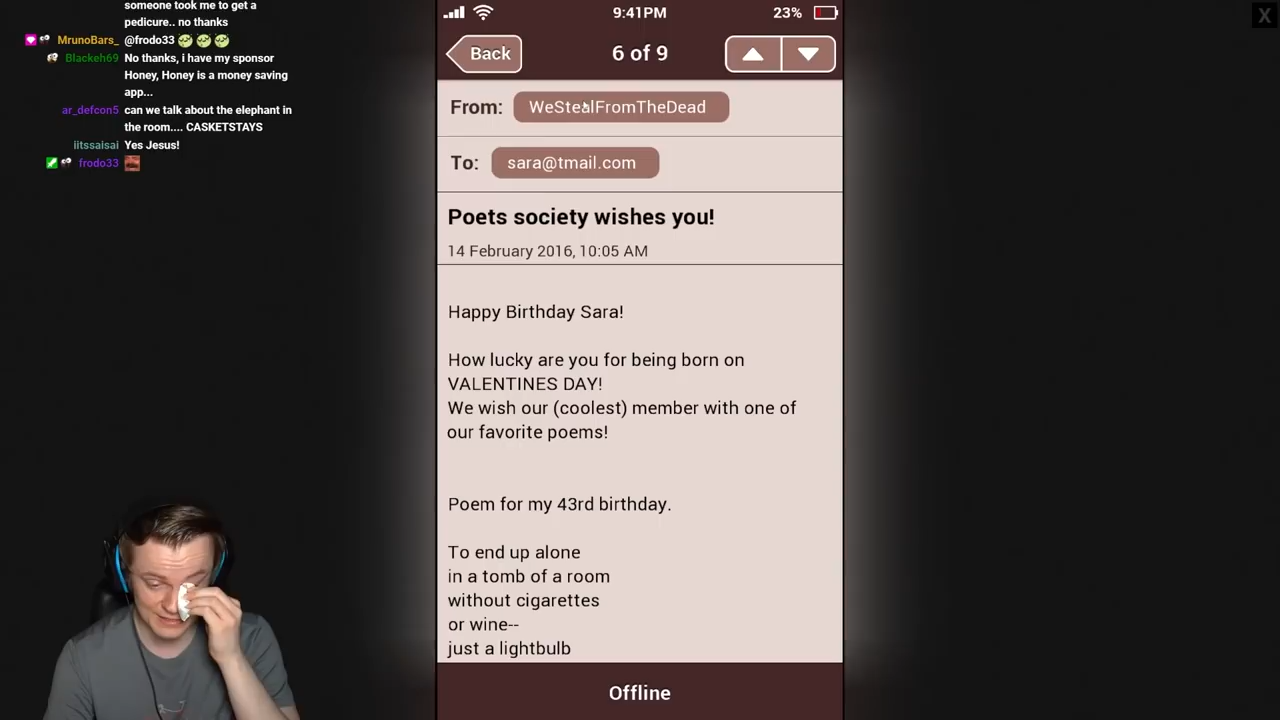 someone took me to get a
pedicure.. no thanks
MrunoBars_ @frodo33
Blackeh69 No thanks, i have my sponsor
Honey, Honey is a money saving
app...
ar_defcon5 can we talk about the elephant in
the room.... CASKETSTAYS
iitssaisai Yes Jesus!
frodo33
9:41PM
23%
X
Back
6 of 9
From: WeStealFromTheDead
To: sara@tmail.com
Poets society wishes you!
14 February 2016, 10:05 AM
Happy Birthday Sara!
How lucky are you for being born on
VALENTINES DAY!
We wish our (coolest) member with one of
our favorite poems!
Poem for my 43rd birthday.
To end up alone
in a tomb of a room
without cigarettes
or wine--
just a lightbulb
Offline